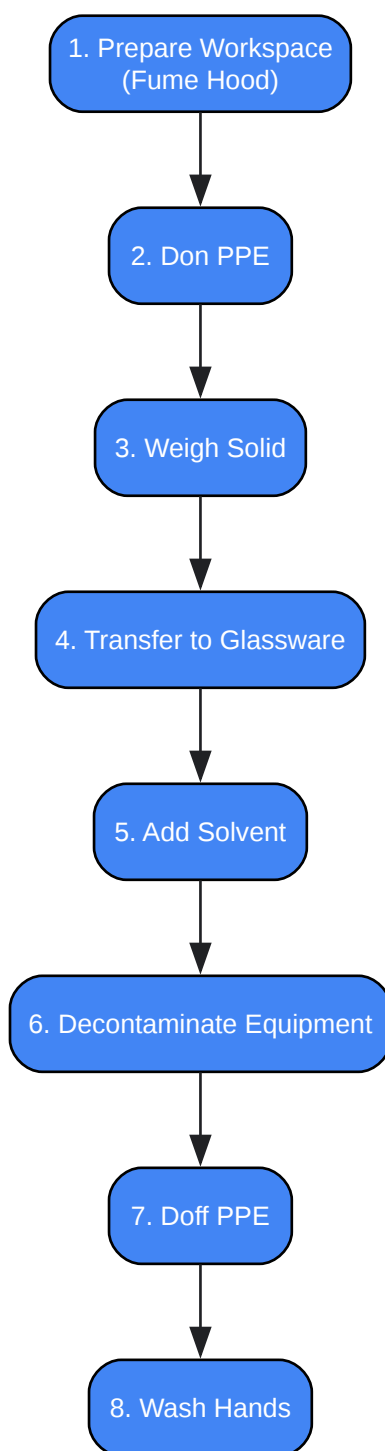 1. Prepare Workspace
(Fume Hood)
2. Don PPE
3. Weigh Solid
4. Transfer to Glassware
5. Add Solvent
6. Decontaminate Equipment
7. Doff PPE
8. Wash Hands